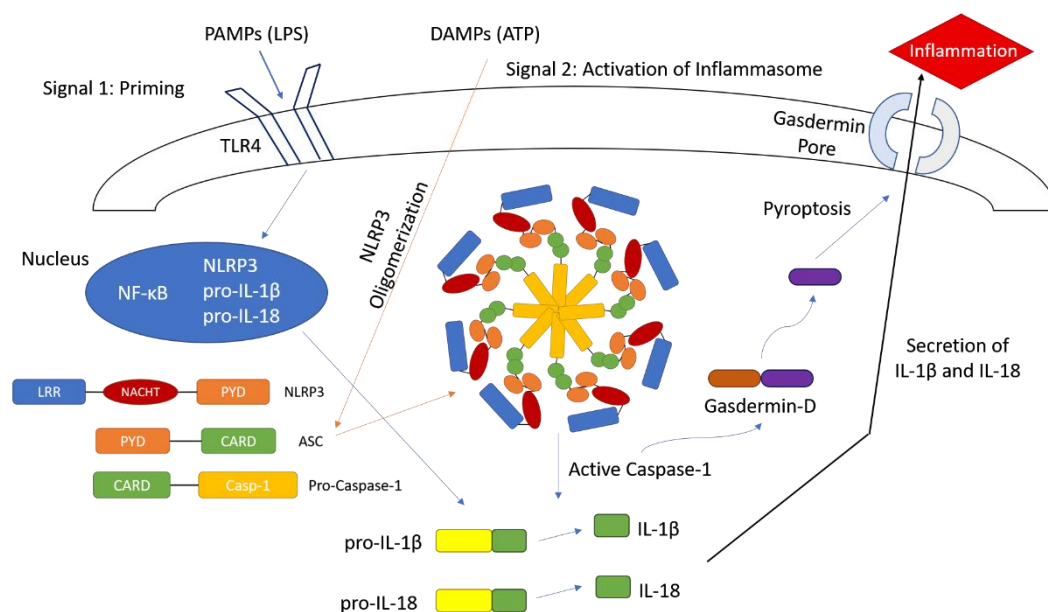 PAMPs (LPS)
DAMPs (ATP)
Inflammation
Signal 1: Priming
Signal 2: Activation of Inflammasome
TLR4
Gasdermin
Pore
NLRP3
Oligomerization
Pyroptosis
Nucleus
NF-κB
NLRP3
pro-IL-1β
pro-IL-18
Secretion of
IL-1β and IL-18
LRR
NACHT
PYD
NLRP3
Gasdermin-D
PYD
CARD
ASC
Active Caspase-1
CARD
Casp-1
Pro-Caspase-1
pro-IL-1β
IL-1β
pro-IL-18
IL-18